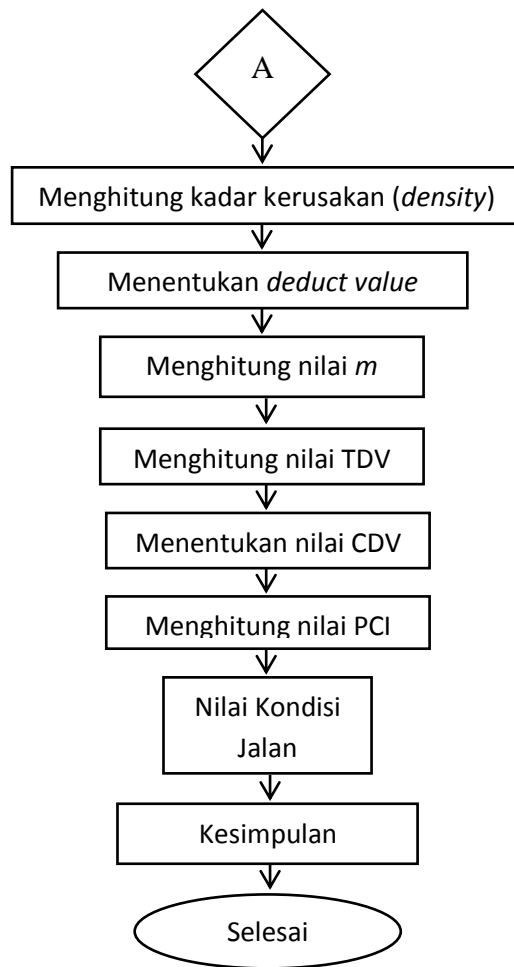 A
Menghitung kadar kerusakan (density)
Menentukan deduct value
Menghitung nilai m
Menghitung nilai TDV
Menentukan nilai CDV
Menghitung nilai PCI
Nilai Kondisi
Jalan
Kesimpulan
Selesai